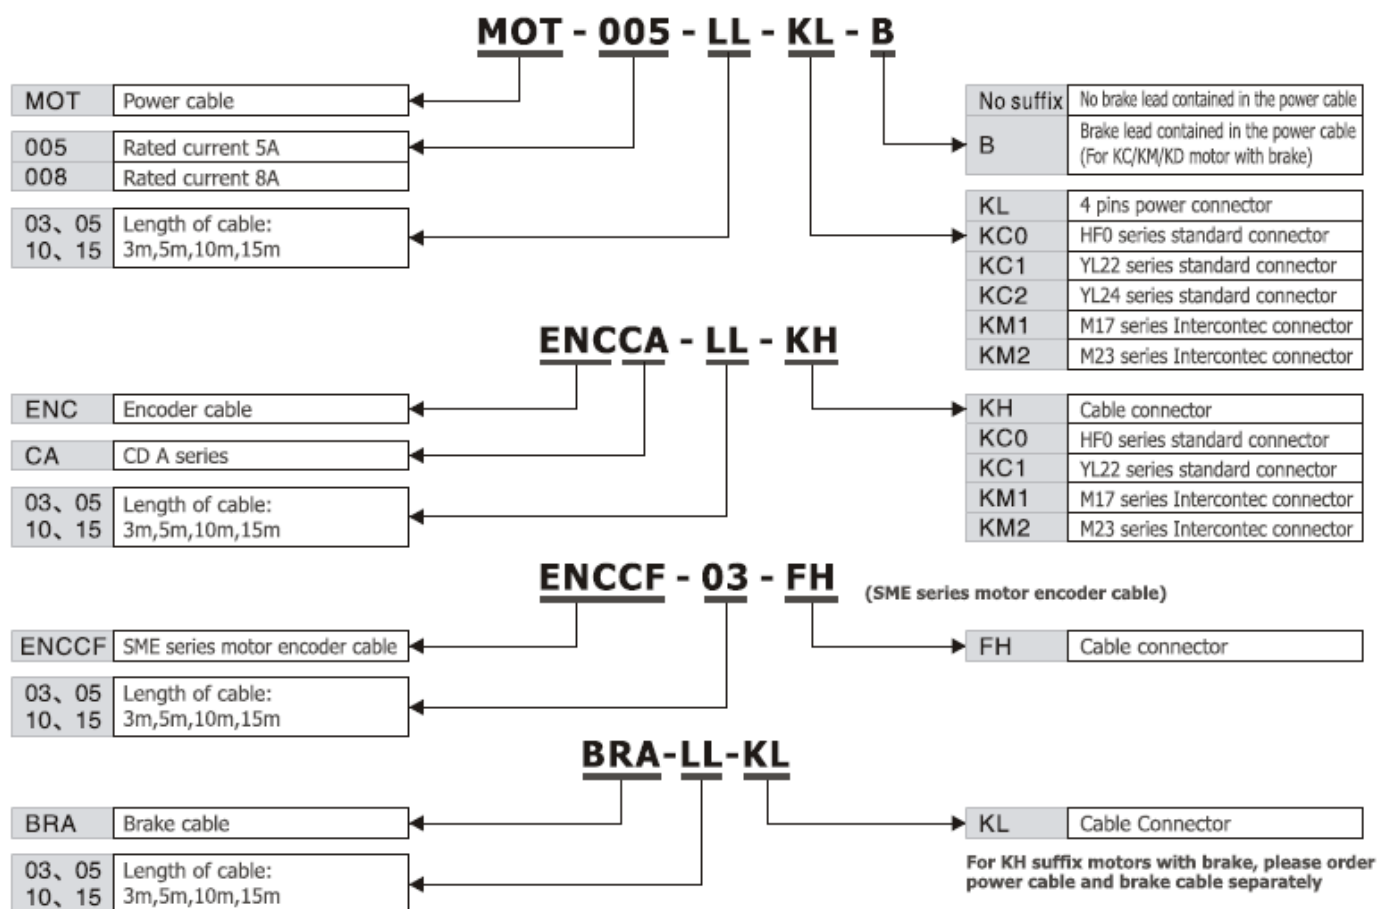 MOT - 005 - LL - KL - B
MOT Power cable
005 Rated current 5A
008 Rated current 8A
03、05 Length of cable:
10、15 3m,5m,10m,15m
No suffix No brake lead contained in the power cable
B Brake lead contained in the power cable
(For KC/KM/KD motor with brake)
KL 4 pins power connector
KC0 HF0 series standard connector
KC1 YL22 series standard connector
KC2 YL24 series standard connector
KM1 M17 series Intercontec connector
KM2 M23 series Intercontec connector
ENCCA - LL - KH
ENC Encoder cable
CA CD A series
03、05 Length of cable:
10、15 3m,5m,10m,15m
KH Cable connector
KC0 HF0 series standard connector
KC1 YL22 series standard connector
KM1 M17 series Intercontec connector
KM2 M23 series Intercontec connector
ENCCF - 03 - FH (SME series motor encoder cable)
ENCCF SME series motor encoder cable
03、05 Length of cable:
10、15 3m,5m,10m,15m
FH Cable connector
BRA-LL-KL
BRA Brake cable
03、05 Length of cable:
10、15 3m,5m,10m,15m
KL Cable Connector
For KH suffix motors with brake, please order
power cable and brake cable separately